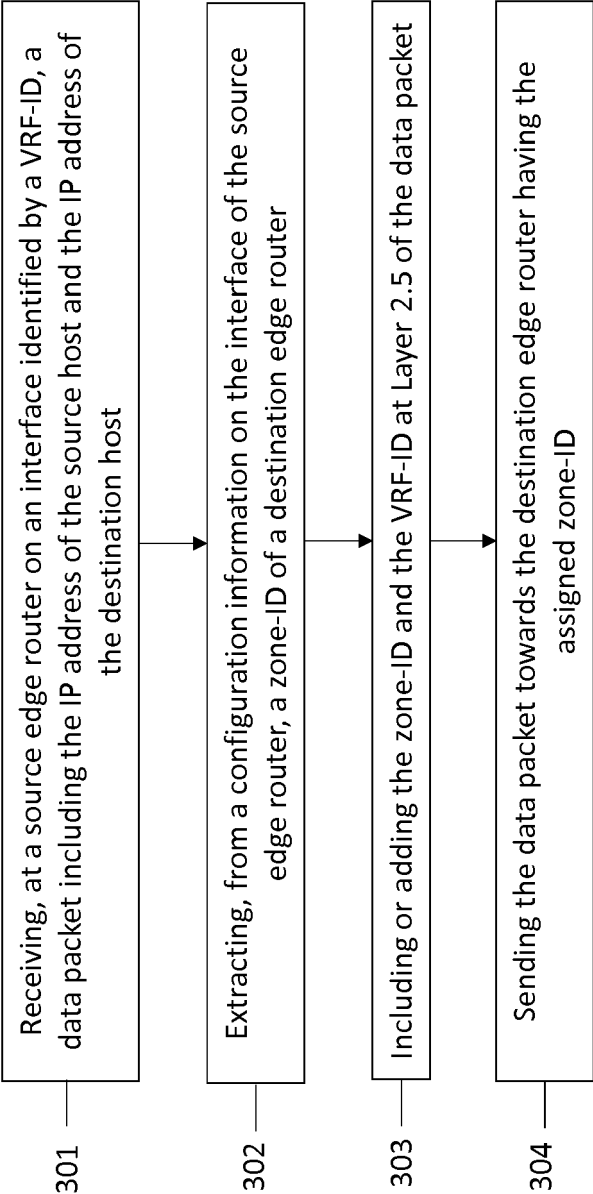 301
Receiving, at a source edge router on an interface identified by a VRF-ID, a
data packet including the IP address of the source host and the IP address of
the destination host
302
Extracting, from a configuration information on the interface of the source
edge router, a zone-ID of a destination edge router
303
Including or adding the zone-ID and the VRF-ID at Layer 2.5 of the data packet
304
Sending the data packet towards the destination edge router having the
assigned zone-ID